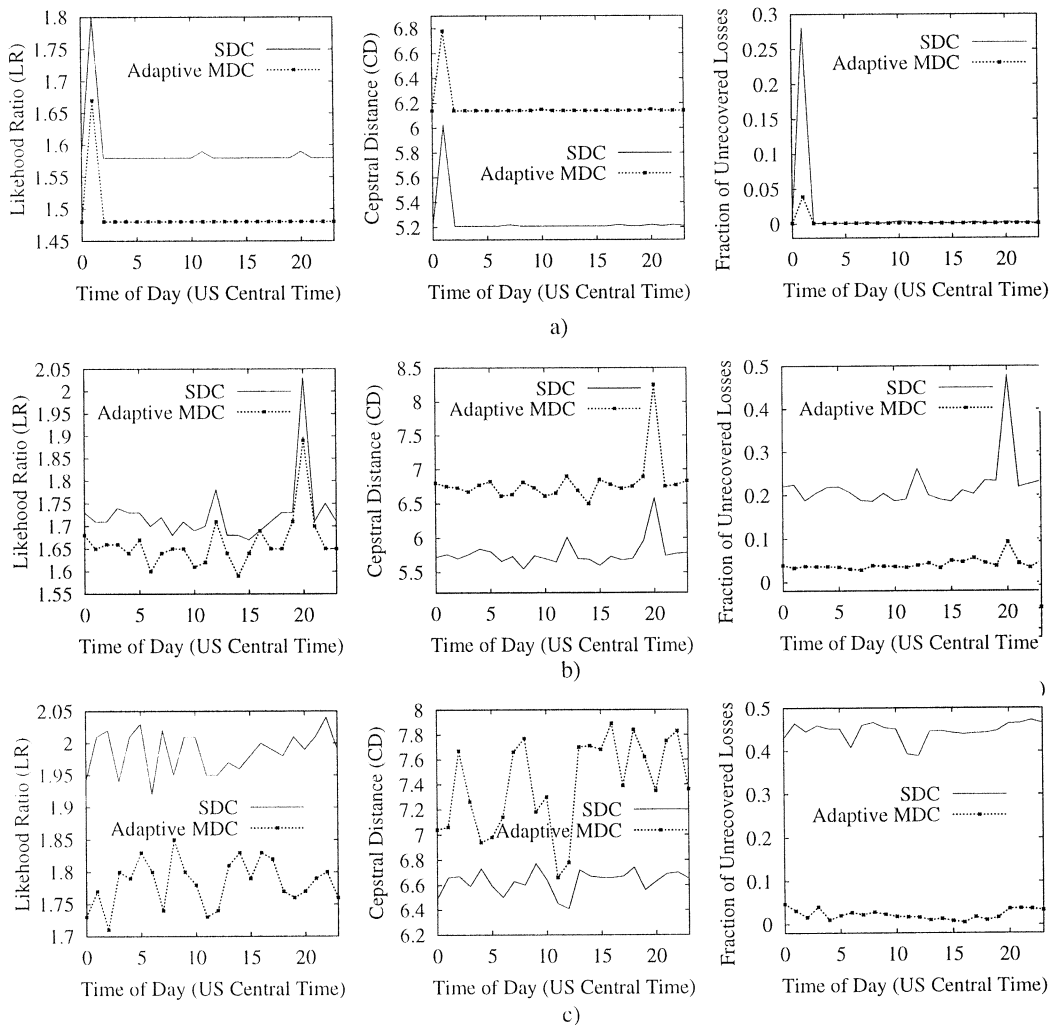 Likehood Ratio (LR)
1.8
1.75
1.7
1.65
1.6
1.55
1.5
1.45
SDC
Adaptive MDC
0 5 10 15 20
Time of Day (US Central Time)
Cepstral Distance (CD)
6.8
6.6
6.4
6.2
6
5.8
5.6
5.4
5.2
SDC
Adaptive MDC
0 5 10 15 20
Time of Day (US Central Time)
Fraction of Unrecovered Losses
0.3
0.25
0.2
0.15
0.1
0.05
0
SDC
Adaptive MDC
0 5 10 15 20
Time of Day (US Central Time)
a)
Likehood Ratio (LR)
2.05
2
1.95
1.9
1.85
1.8
1.75
1.7
1.65
1.6
1.55
SDC
Adaptive MDC
0 5 10 15 20
Time of Day (US Central Time)
Cepstral Distance (CD)
8.5
8
7.5
7
6.5
6
5.5
SDC
Adaptive MDC
0 5 10 15 20
Time of Day (US Central Time)
Fraction of Unrecovered Losses
0.5
0.4
0.3
0.2
0.1
0
SDC
Adaptive MDC
0 5 10 15 20
Time of Day (US Central Time
)
b)
Likehood Ratio (LR)
2.05
2
1.95
1.9
1.85
1.8
1.75
1.7
SDC
Adaptive MDC
0 5 10 15 20
Time of Day (US Central Time)
Cepstral Distance (CD)
8
7.8
7.6
7.4
7.2
7
6.8
6.6
6.4
6.2
SDC
Adaptive MDC
0 5 10 15 20
Time of Day (US Central Time)
Fraction of Unrecovered Losses
0.5
0.4
0.3
0.2
0.1
0
SDC
Adaptive MDC
0 5 10 15 20
Time of Day (US Central Time)
c)